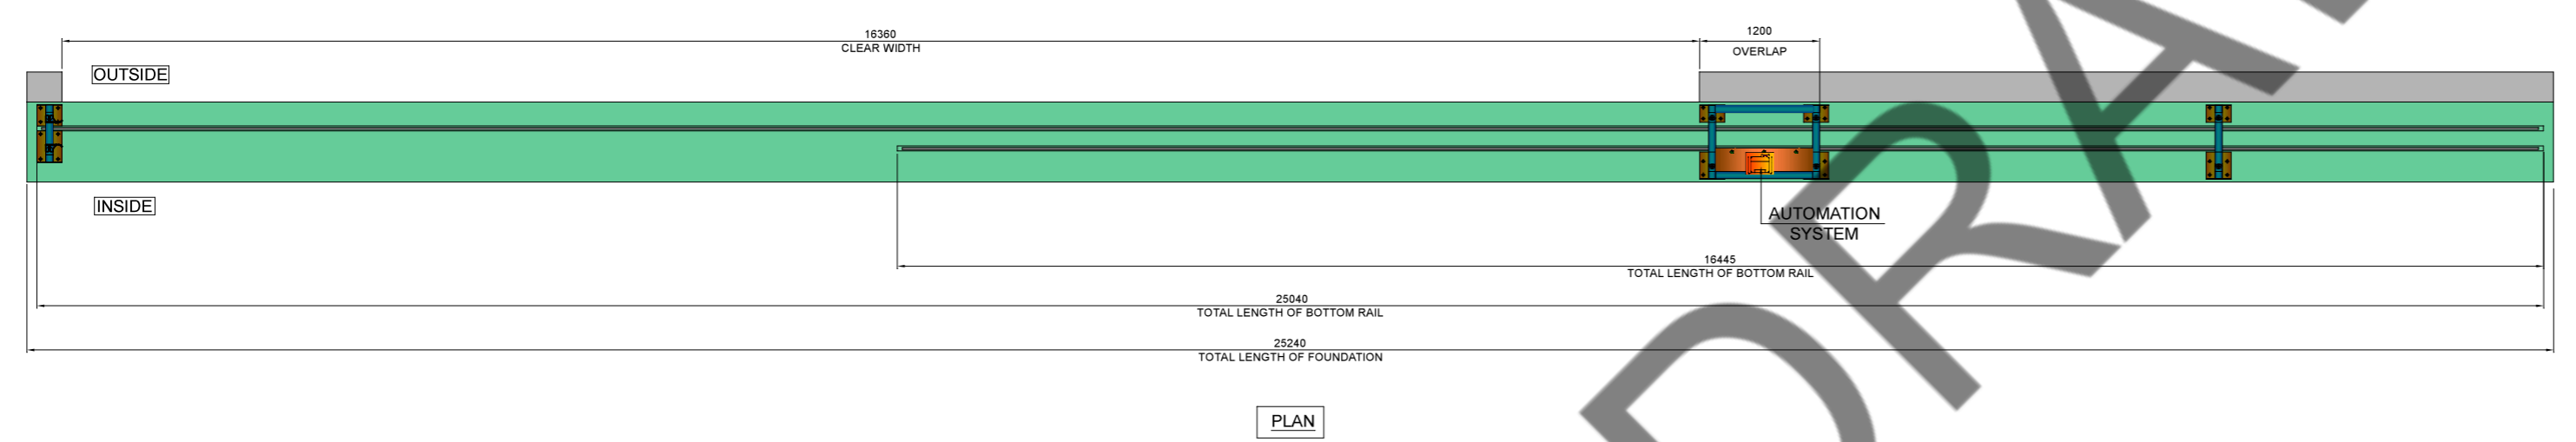 16360
CLEAR WIDTH
1200
OVERLAP
OUTSIDE
INSIDE
AUTOMATION
SYSTEM
16445
TOTAL LENGTH OF BOTTOM RAIL
25040
TOTAL LENGTH OF BOTTOM RAIL
25240
TOTAL LENGTH OF FOUNDATION
PLAN